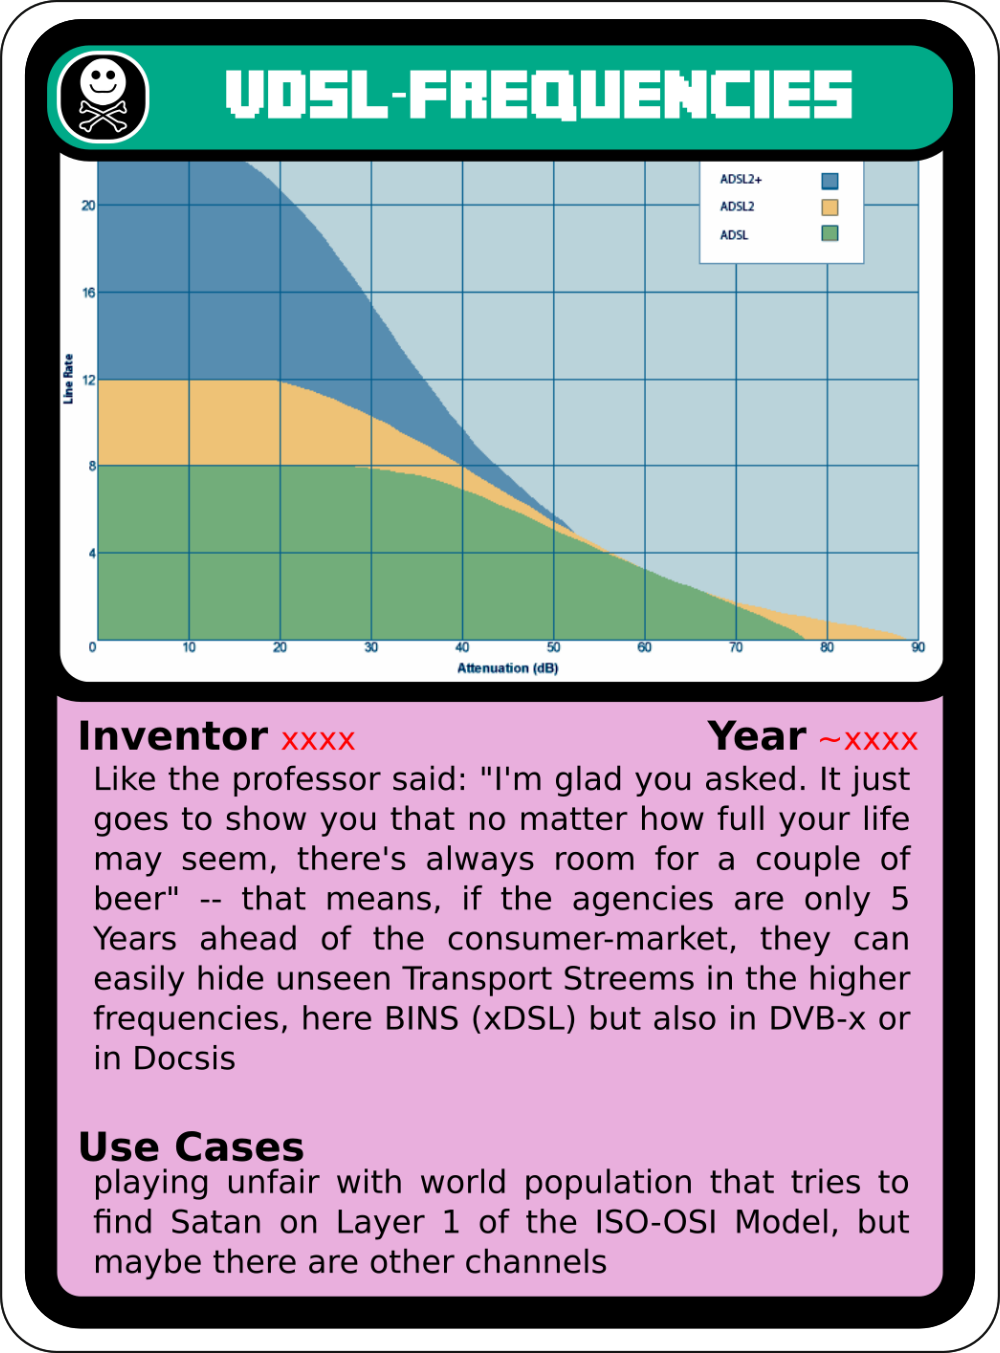 VDSL-FREQUENCIES
ADSL2+
ADSL2
ADSL
20
16
12
8
4
Line Rate
0 10 20 30 40 50 60 70 80 90
Attenuation (dB)
Inventor xxxx Year ~xxxx
Like the professor said: "I'm glad you asked. It just
goes to show you that no matter how full your life
may seem, there's always room for a couple of
beer" -- that means, if the agencies are only 5
Years ahead of the consumer-market, they can
easily hide unseen Transport Streems in the higher
frequencies, here BINS (xDSL) but also in DVB-x or
in Docsis
Use Cases
playing unfair with world population that tries to
find Satan on Layer 1 of the ISO-OSI Model, but
maybe there are other channels